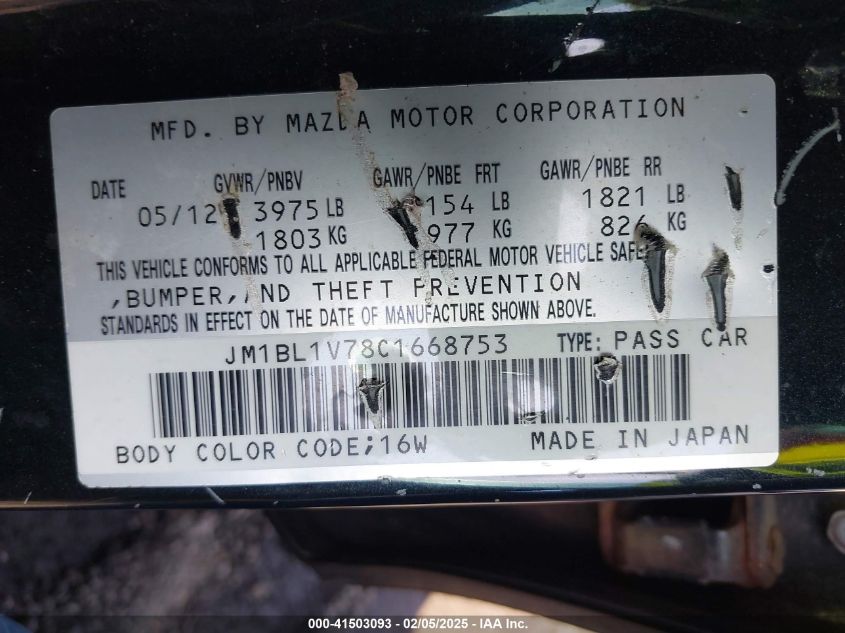 MFD. BY MAZDA MOTOR CORPORATION
DATE GVWR/PNBV GAWR/PNBE FRT GAWR/PNBE RR
05/12 3975 LB 154 LB 1821 LB
1803 KG 977 KG 826 KG
THIS VEHICLE CONFORMS TO ALL APPLICABLE FEDERAL MOTOR VEHICLE SAFE
,BUMPER, AND THEFT PREVENTION
STANDARDS IN EFFECT ON THE DATE OF MANUFACTURE SHOWN ABOVE.
JM1BL1V78C1668753 TYPE: PASS CAR
BODY COLOR CODE;16W MADE IN JAPAN
000-41503093 - 02/05/2025 - IAA Inc.